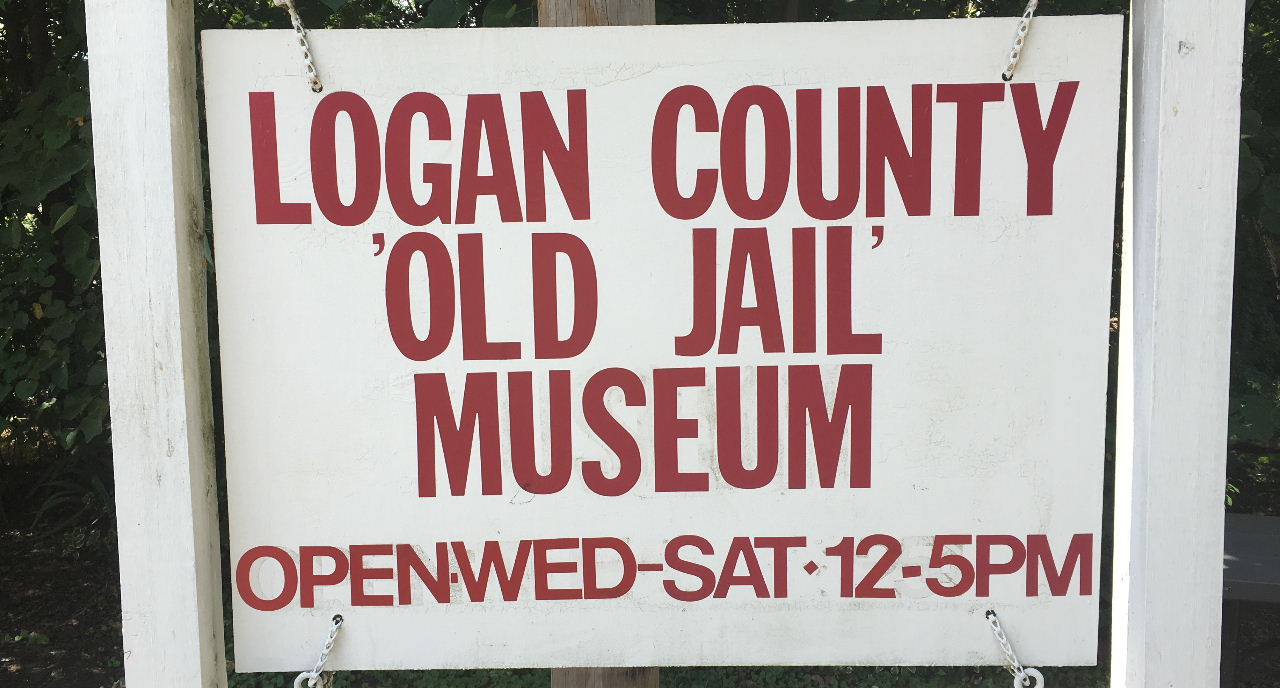 LOGAN COUNTY
'OLD JAIL'
MUSEUM
OPEN·WED-SAT·12-5PM